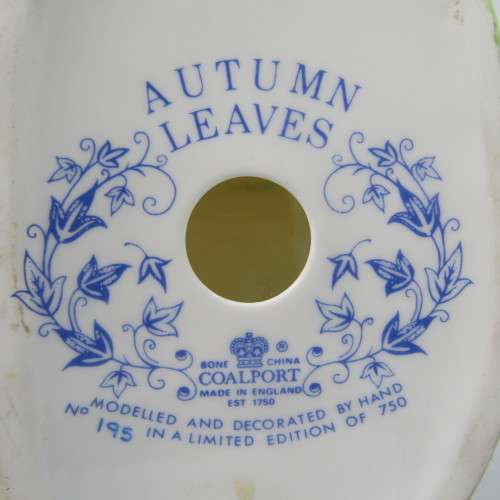 AUTUMN
LEAVES
BONE CHINA ®
COALPORT
MADE IN ENGLAND
EST 1750
MODELLED AND DECORATED BY HAND
No 195 IN A LIMITED EDITION OF 750